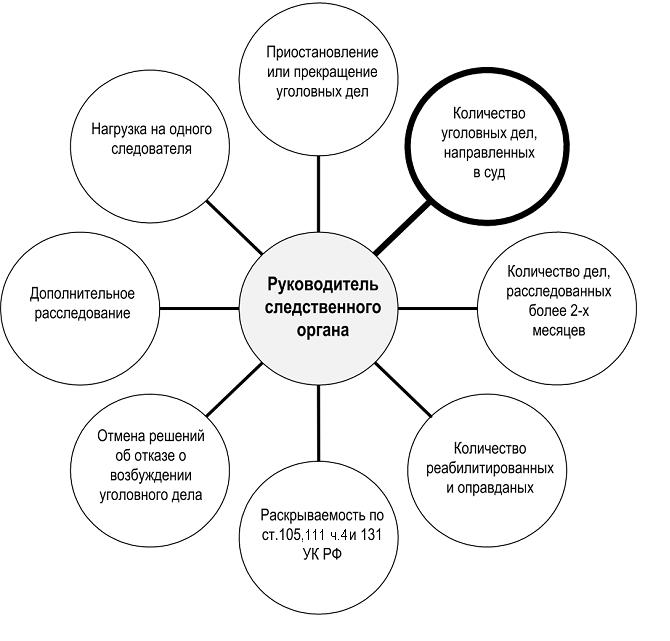 Приостановление
или прекращение
уголовных дел
Количество
уголовных дел,
направленных
в суд
Нагрузка на одного
следователя
Руководитель
следственного
органа
Количество дел,
расследованных
более 2-х
месяцев
Дополнительное
расследование
Отмена решений
об отказе о
возбуждении
уголовного дела
Количество
реабилитированных
и оправданых
Раскрываемость по
ст.105,111 ч.4и 131
УК РФ